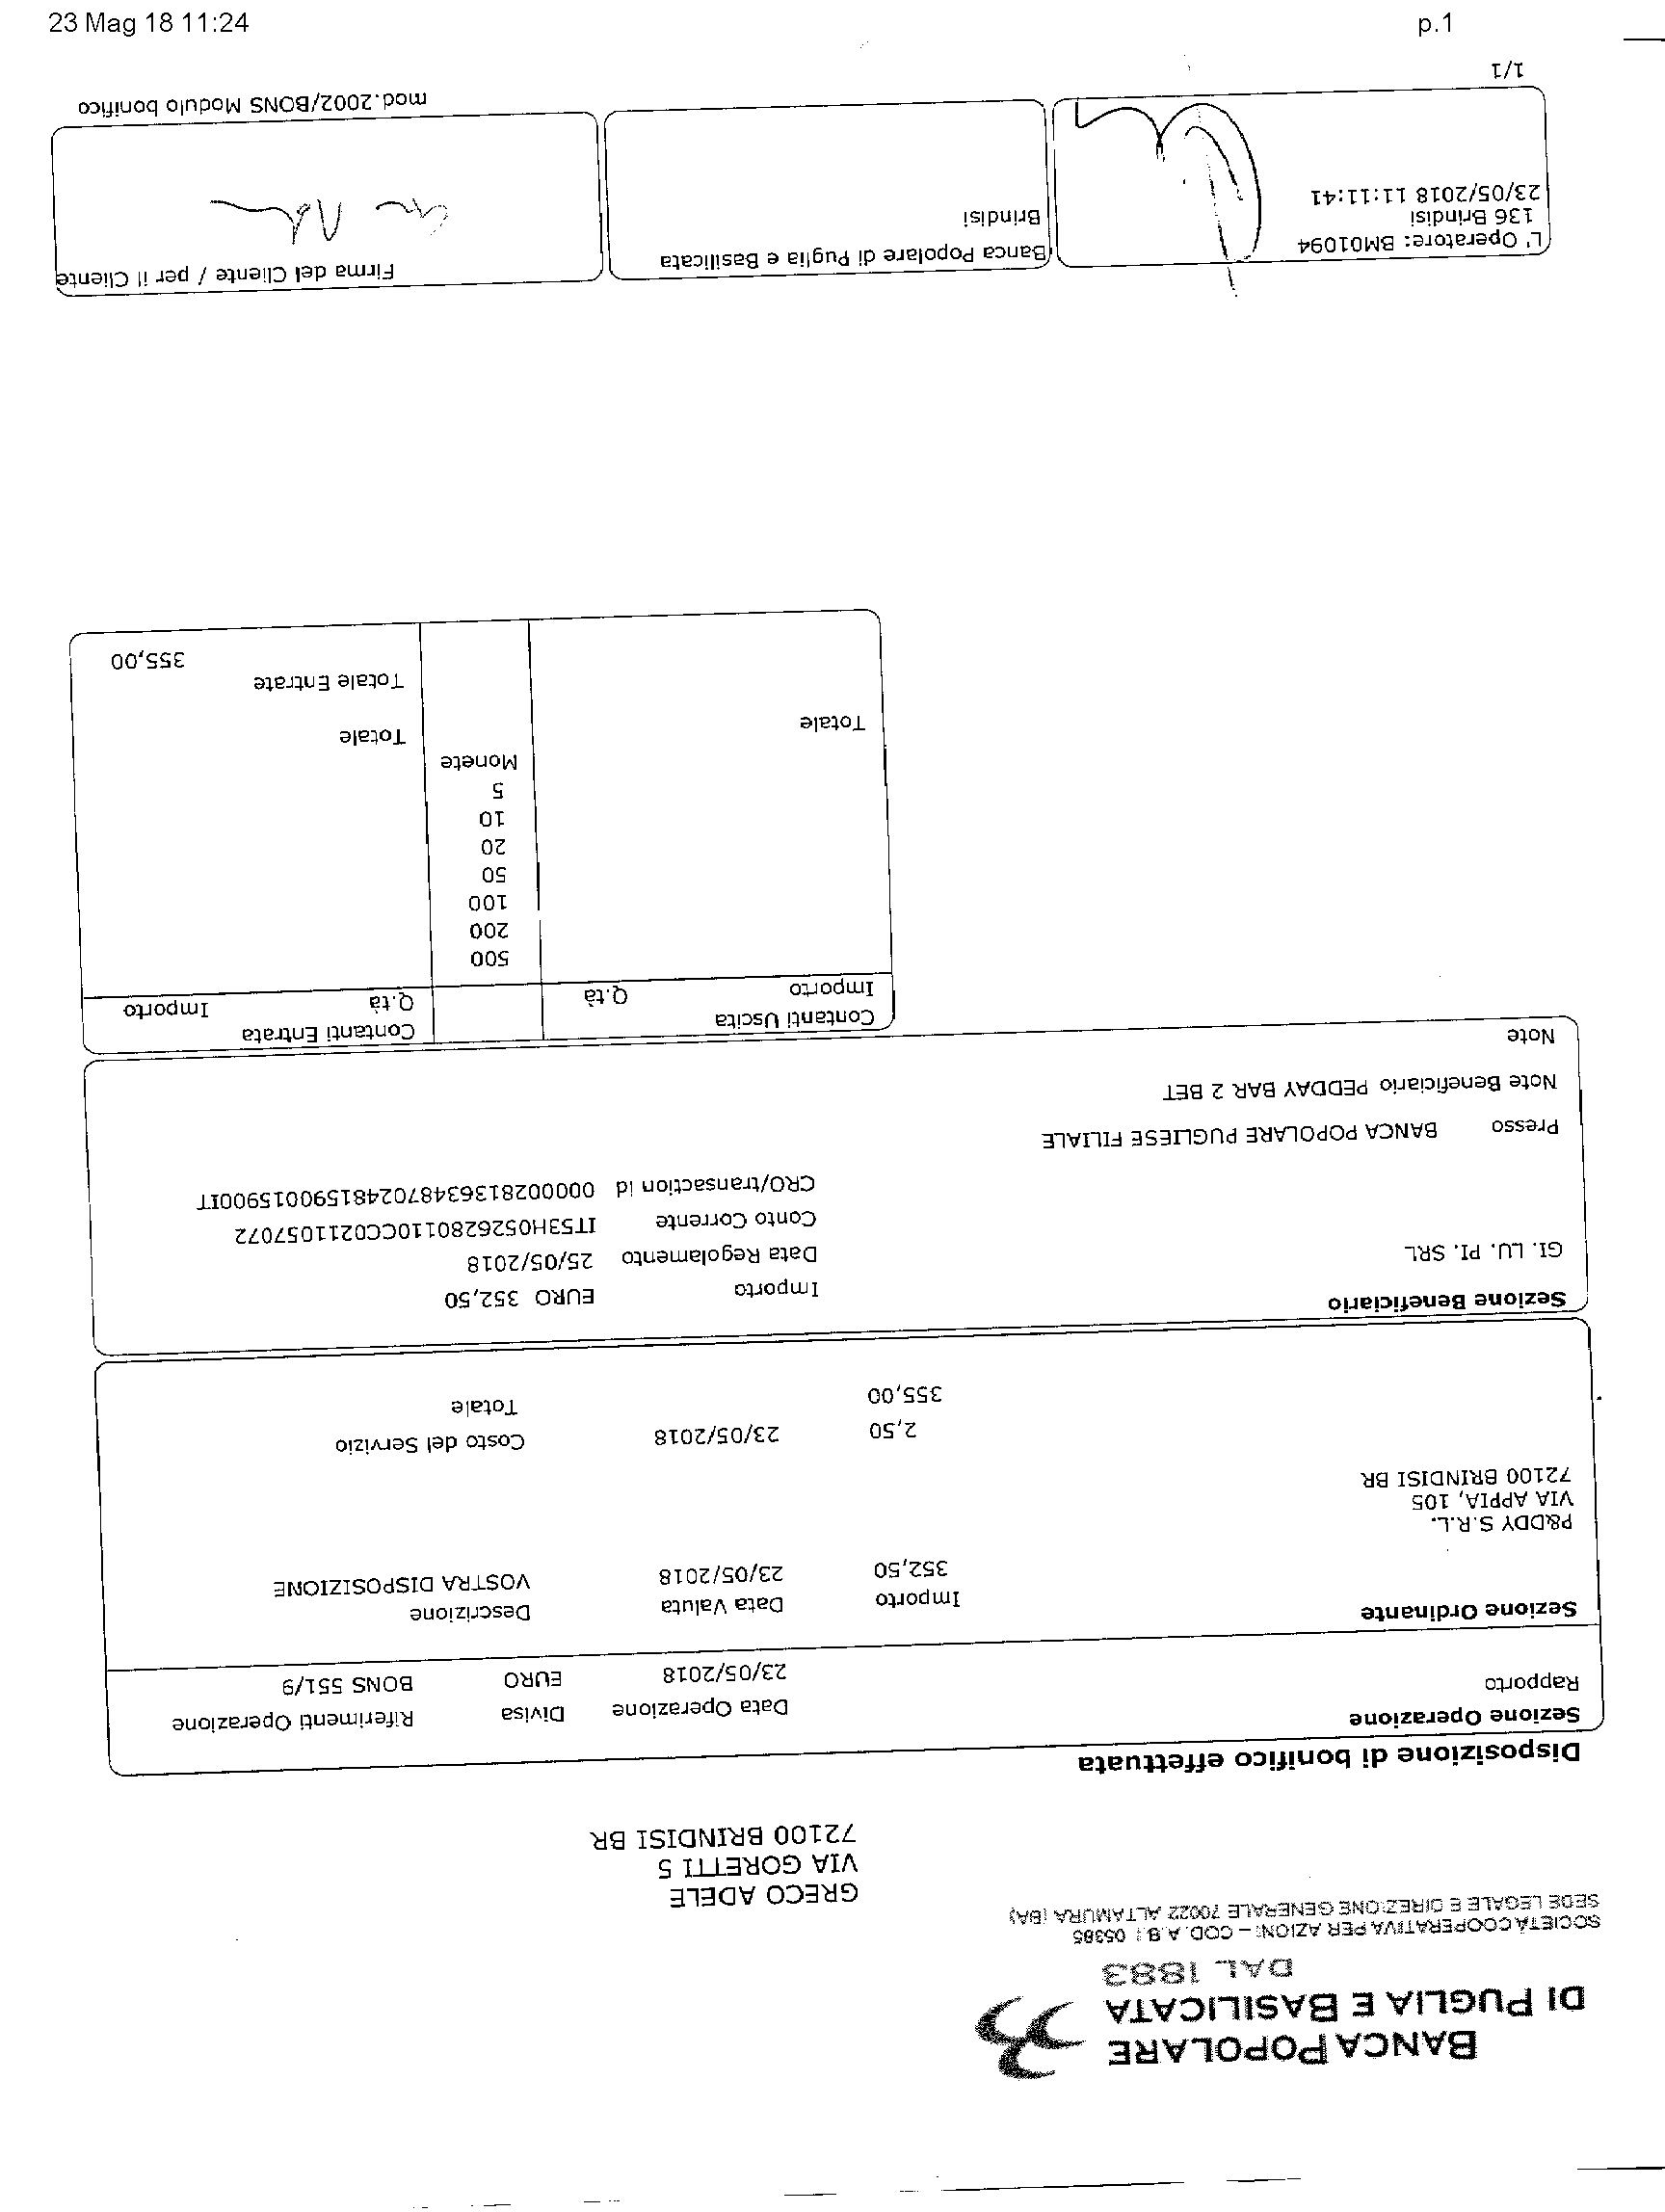 23 Mag 18 11:24 p.1
BANCA POPOLARE
DI PUGLIA E BASILICATA
DAL 1883
SOCIETÀ COOPERATIVA PER AZIONI - COD. A.B.I. 05385
SEDE LEGALE E DIREZIONE GENERALE 70022 ALTAMURA (BA)
GRECO ADELE
VIA GORETTI 5
72100 BRINDISI BR
Disposizione di bonifico effettuata
Sezione Operazione Data Operazione Divisa Riferimenti Operazione
Rapporto 23/05/2018 EURO BONS 551/9
Sezione Ordinante Importo Data Valuta Descrizione
352,50 23/05/2018 VOSTRA DISPOSIZIONE
P&DDY S.R.L.
VIA APPIA, 105
72100 BRINDISI BR
2,50 23/05/2018 Costo del Servizio
355,00 Totale
Sezione Beneficiario Importo EURO 352,50
GI. LU. PI. SRL Data Regolamento 25/05/2018
Conto Corrente IT53H0526280110CC0211057072
CRO/transaction id 0000028136348702481590015900IT
Presso BANCA POPOLARE PUGLIESE FILIALE
Note Beneficiario PEDDAY BAR 2 BET
Note
Contanti Uscita Contanti Entrata
Importo Q.tà Q.tà Importo
500
200
100
50
20
10
5
Monete
Totale Totale
Totale Entrate
355,00
L' Operatore: BM01094 Banca Popolare di Puglia e Basilicata Firma del Cliente / per il Cliente
136 Brindisi Brindisi
23/05/2018 11:11:41
1/1 mod.2002/BONS Modulo bonifico